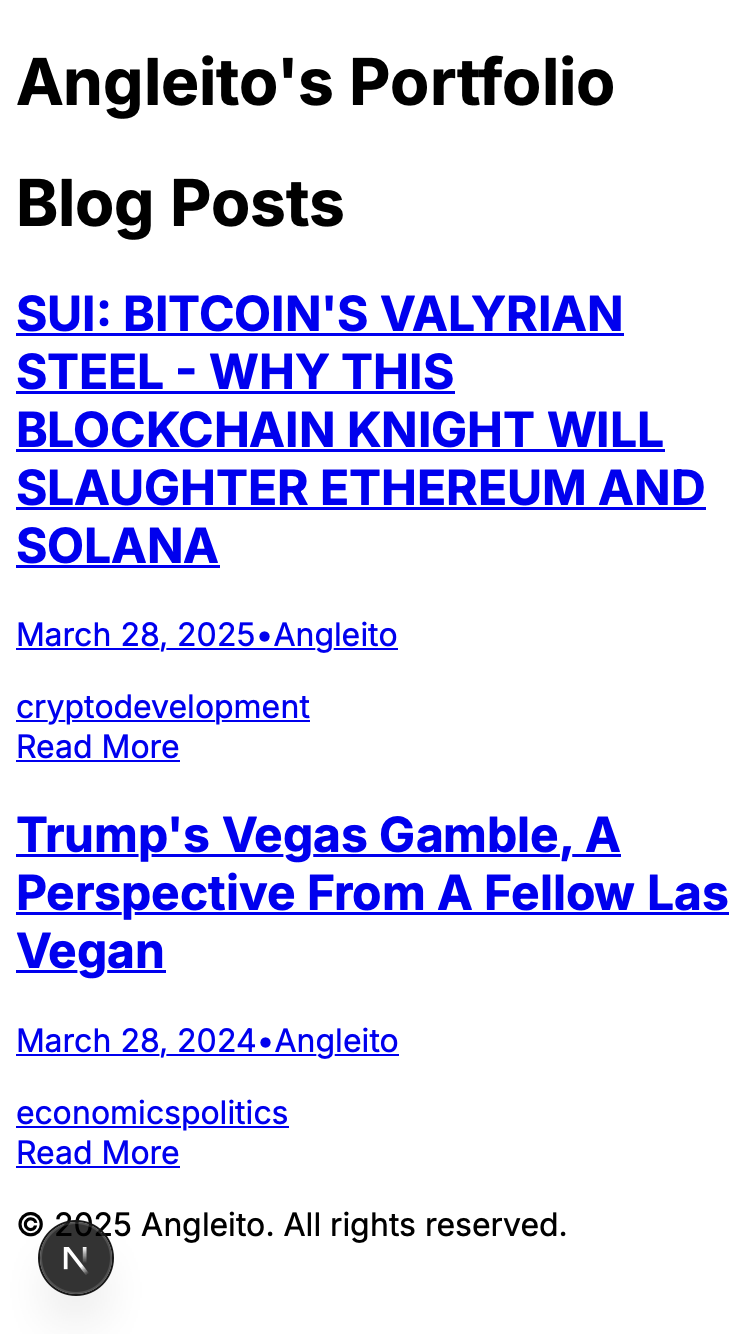 Angleito's Portfolio
Blog Posts
SUI: BITCOIN'S VALYRIAN
STEEL - WHY THIS
BLOCKCHAIN KNIGHT WILL
SLAUGHTER ETHEREUM AND
SOLANA
March 28, 2025•Angleito
cryptodevelopment
Read More
Trump's Vegas Gamble, A
Perspective From A Fellow Las
Vegan
March 28, 2024•Angleito
economicspolitics
Read More
© 2025 Angleito. All rights reserved.
N